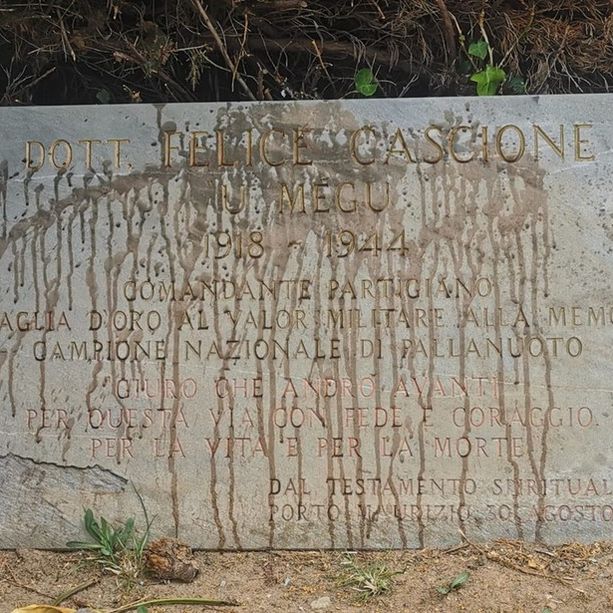 DOTT. FELICE CASCIONE
U MEGU
1918 - 1944
COMANDANTE PARTIGIANO
AGLIA D'ORO AL VALOR MILITARE ALLA MEMO
CAMPIONE NAZIONALE DI PALLANUOTO
"GIURO CHE ANDRÒ AVANTI
PER QUESTA VIA CON FEDE E CORAGGIO.
PER LA VITA E PER LA MORTE"
DAL TESTAMENTO SPIRITUAL
PORTO MAURIZIO 30 AGOSTO